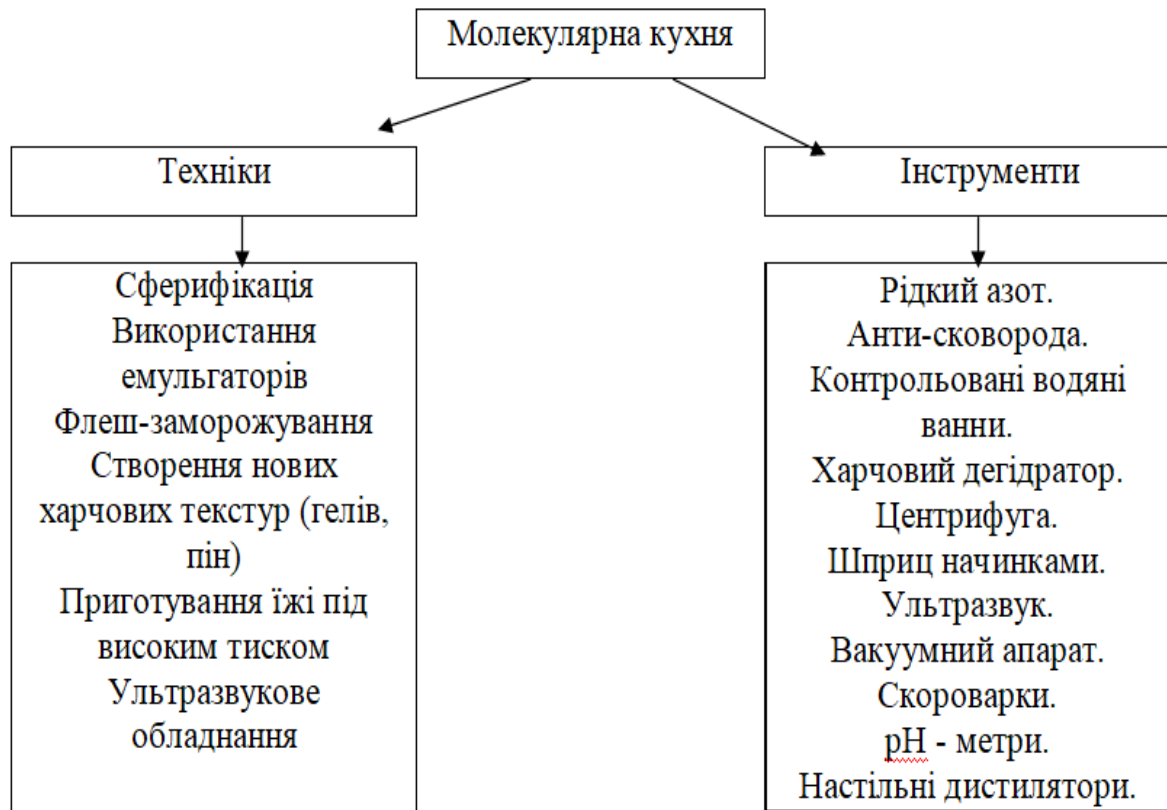 Молекулярна кухня
Техніки
Інструменти
Сферифікація
Використання
емульгаторів
Флеш-заморожування
Створення нових
харчових текстур (гелів,
пін)
Приготування їжі під
високим тиском
Ультразвукове
обладнання
Рідкий азот.
Анти-сковорода.
Контрольовані водяні
ванни.
Харчовий дегідратор.
Центрифуга.
Шприц начинками.
Ультразвук.
Вакуумний апарат.
Скороварки.
pH - метри.
Настільні дистилятори.